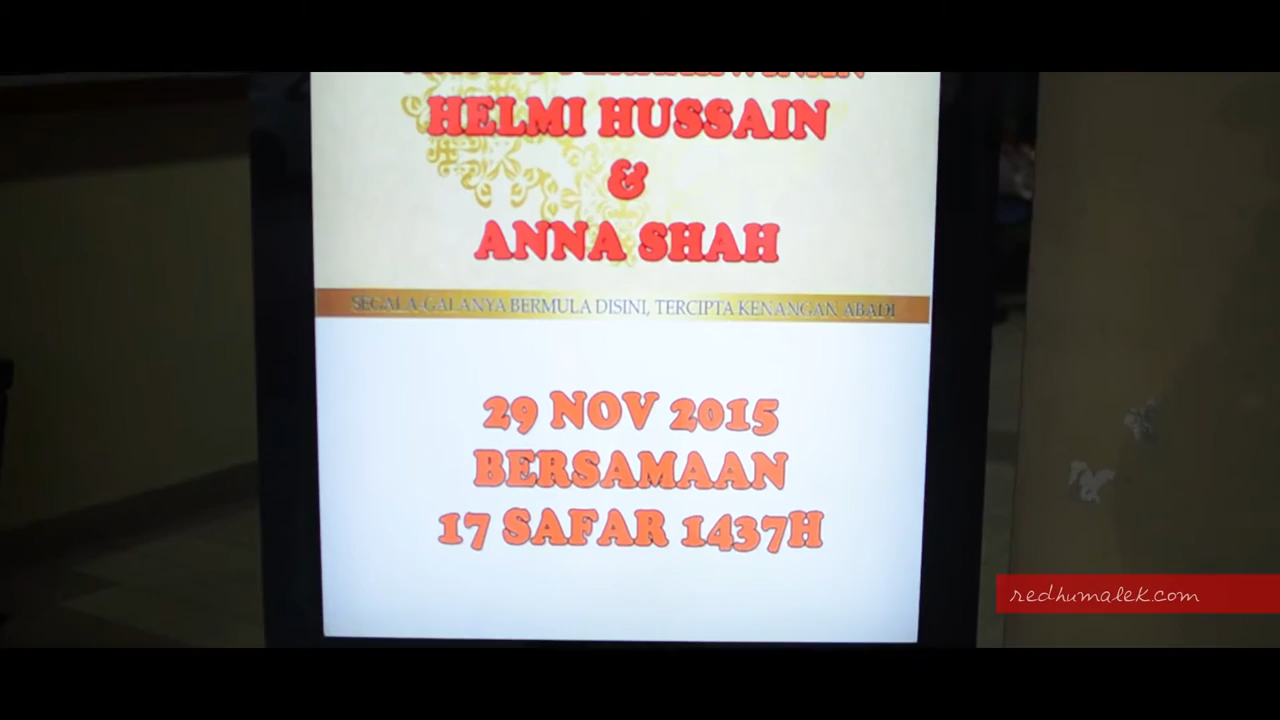 HELMI HUSSAIN
&
ANNA SHAH
SEGALA-GALANYA BERMULA DISINI, TERCIPTA KENANGAN ABADI
29 NOV 2015
BERSAMAAN
17 SAFAR 1437H
redhumalek.com